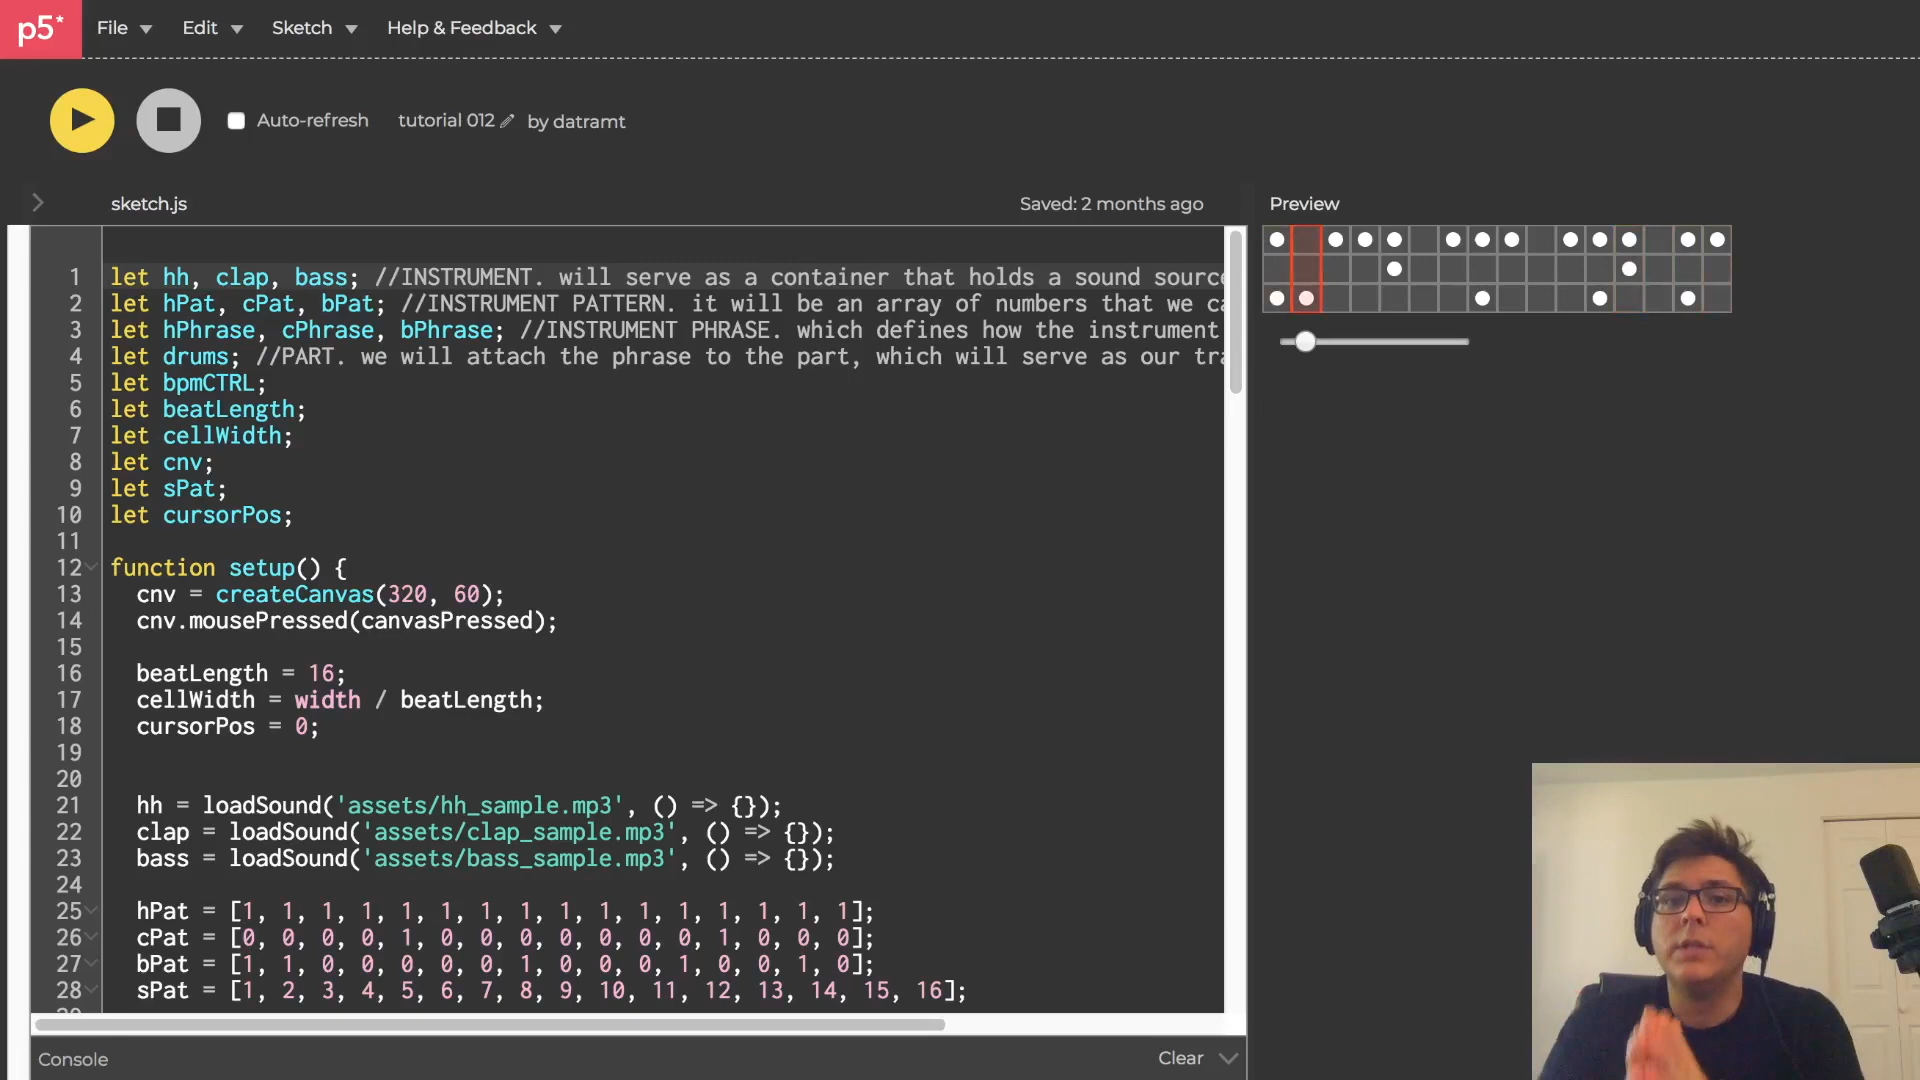 p5* File Edit Sketch Help & Feedback
Auto-refresh tutorial 012 by datramt
sketch.js Saved: 2 months ago Preview
1 let hh, clap, bass; //INSTRUMENT. will serve as a container that holds a sound source
2 let hPat, cPat, bPat; //INSTRUMENT PATTERN. it will be an array of numbers that we ca
3 let hPhrase, cPhrase, bPhrase; //INSTRUMENT PHRASE. which defines how the instrument
4 let drums; //PART. we will attach the phrase to the part, which will serve as our tra
5 let bpmCTRL;
6 let beatLength;
7 let cellWidth;
8 let cnv;
9 let sPat;
10 let cursorPos;
11
12 function setup() {
13 cnv = createCanvas(320, 60);
14 cnv.mousePressed(canvasPressed);
15
16 beatLength = 16;
17 cellWidth = width / beatLength;
18 cursorPos = 0;
19
20
21 hh = loadSound('assets/hh_sample.mp3', () => {});
22 clap = loadSound('assets/clap_sample.mp3', () => {});
23 bass = loadSound('assets/bass_sample.mp3', () => {});
24
25 hPat = [1, 1, 1, 1, 1, 1, 1, 1, 1, 1, 1, 1, 1, 1, 1, 1];
26 cPat = [0, 0, 0, 0, 1, 0, 0, 0, 0, 0, 0, 0, 1, 0, 0, 0];
27 bPat = [1, 1, 0, 0, 0, 0, 0, 1, 0, 0, 0, 1, 0, 0, 1, 0];
28 sPat = [1, 2, 3, 4, 5, 6, 7, 8, 9, 10, 11, 12, 13, 14, 15, 16];
Console Clear